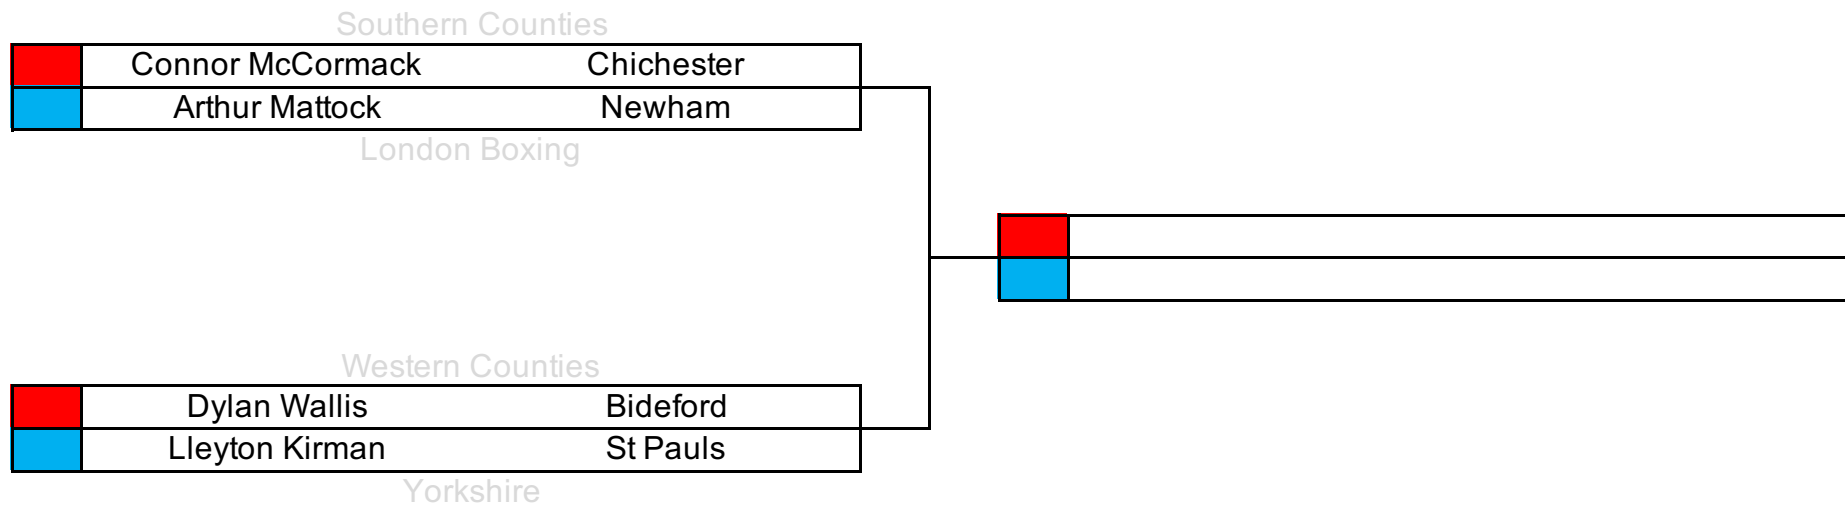 Southern Counties
Connor McCormack Chichester
Arthur Mattock Newham
London Boxing
Western Counties
Dylan Wallis Bideford
Lleyton Kirman St Pauls
Yorkshire